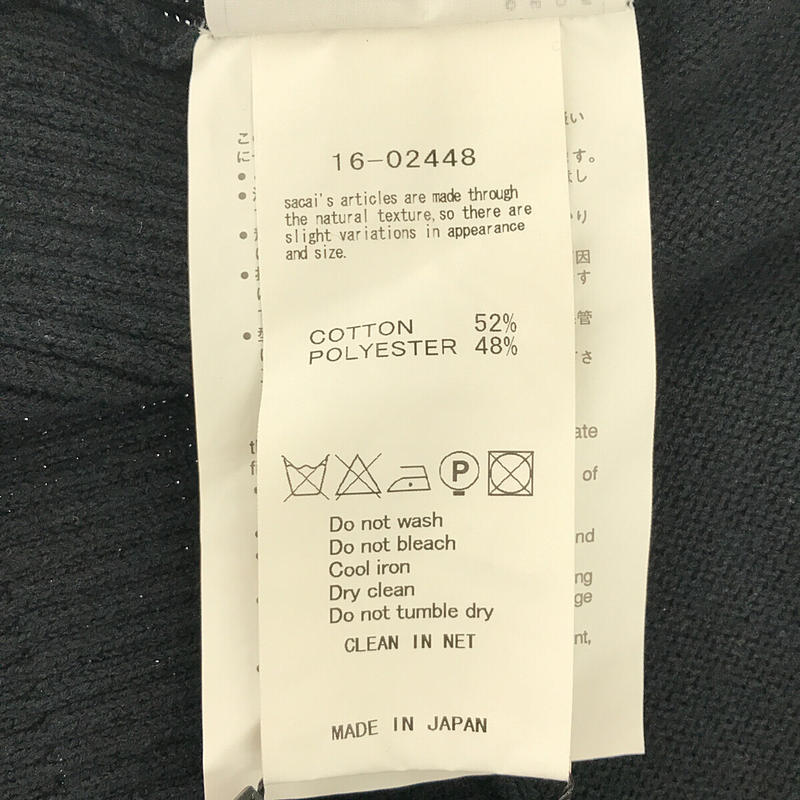 16-02448
sacai's articles are made through
the natural texture,so there are
slight variations in appearance
and size.
COTTON 52%
POLYESTER 48%
P
Do not wash
Do not bleach
Cool iron
Dry clean
Do not tumble dry
CLEAN IN NET
MADE IN JAPAN
of